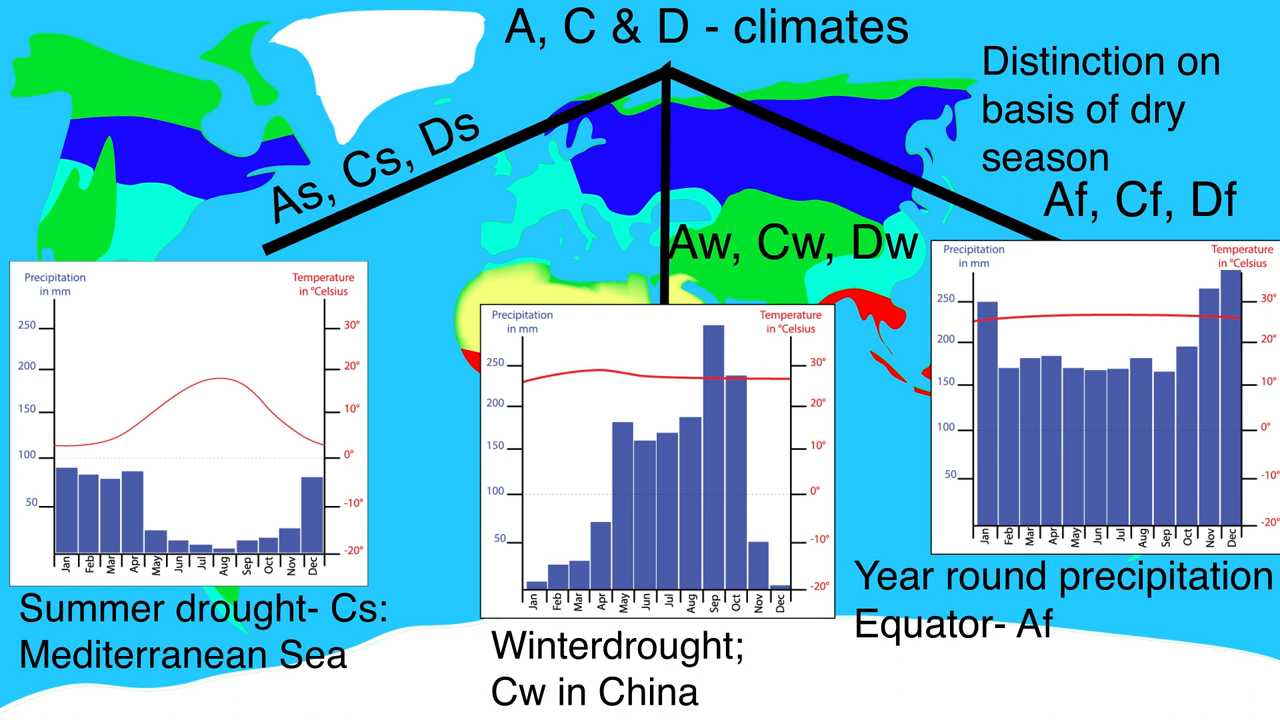 A, C & D - climates
Distinction on
basis of dry
season
As, Cs, Ds
Aw, Cw, Dw
Af, Cf, Df
Precipitation
in mm
Temperature
in °Celsius
250
200
150
100
50
30°
20°
10°
0°
-10°
-20°
Jan
Feb
Mar
Apr
May
Jun
Jul
Aug
Sep
Oct
Nov
Dec
Summer drought- Cs:
Mediterranean Sea
Precipitation
in mm
Temperature
in °Celsius
250
200
150
100
50
30°
20°
10°
0°
-10°
-20°
Jan
Feb
Mar
Apr
May
Jun
Jul
Aug
Sep
Oct
Nov
Dec
Winterdrought;
Cw in China
Precipitation
in mm
Temperature
in °Celsius
250
200
150
100
50
20°
10°
0°
-10°
-20°
Jan
Feb
Mar
Apr
May
Jun
Jul
Aug
Sep
Oct
Nov
Dec
Year round precipitation
Equator- Af